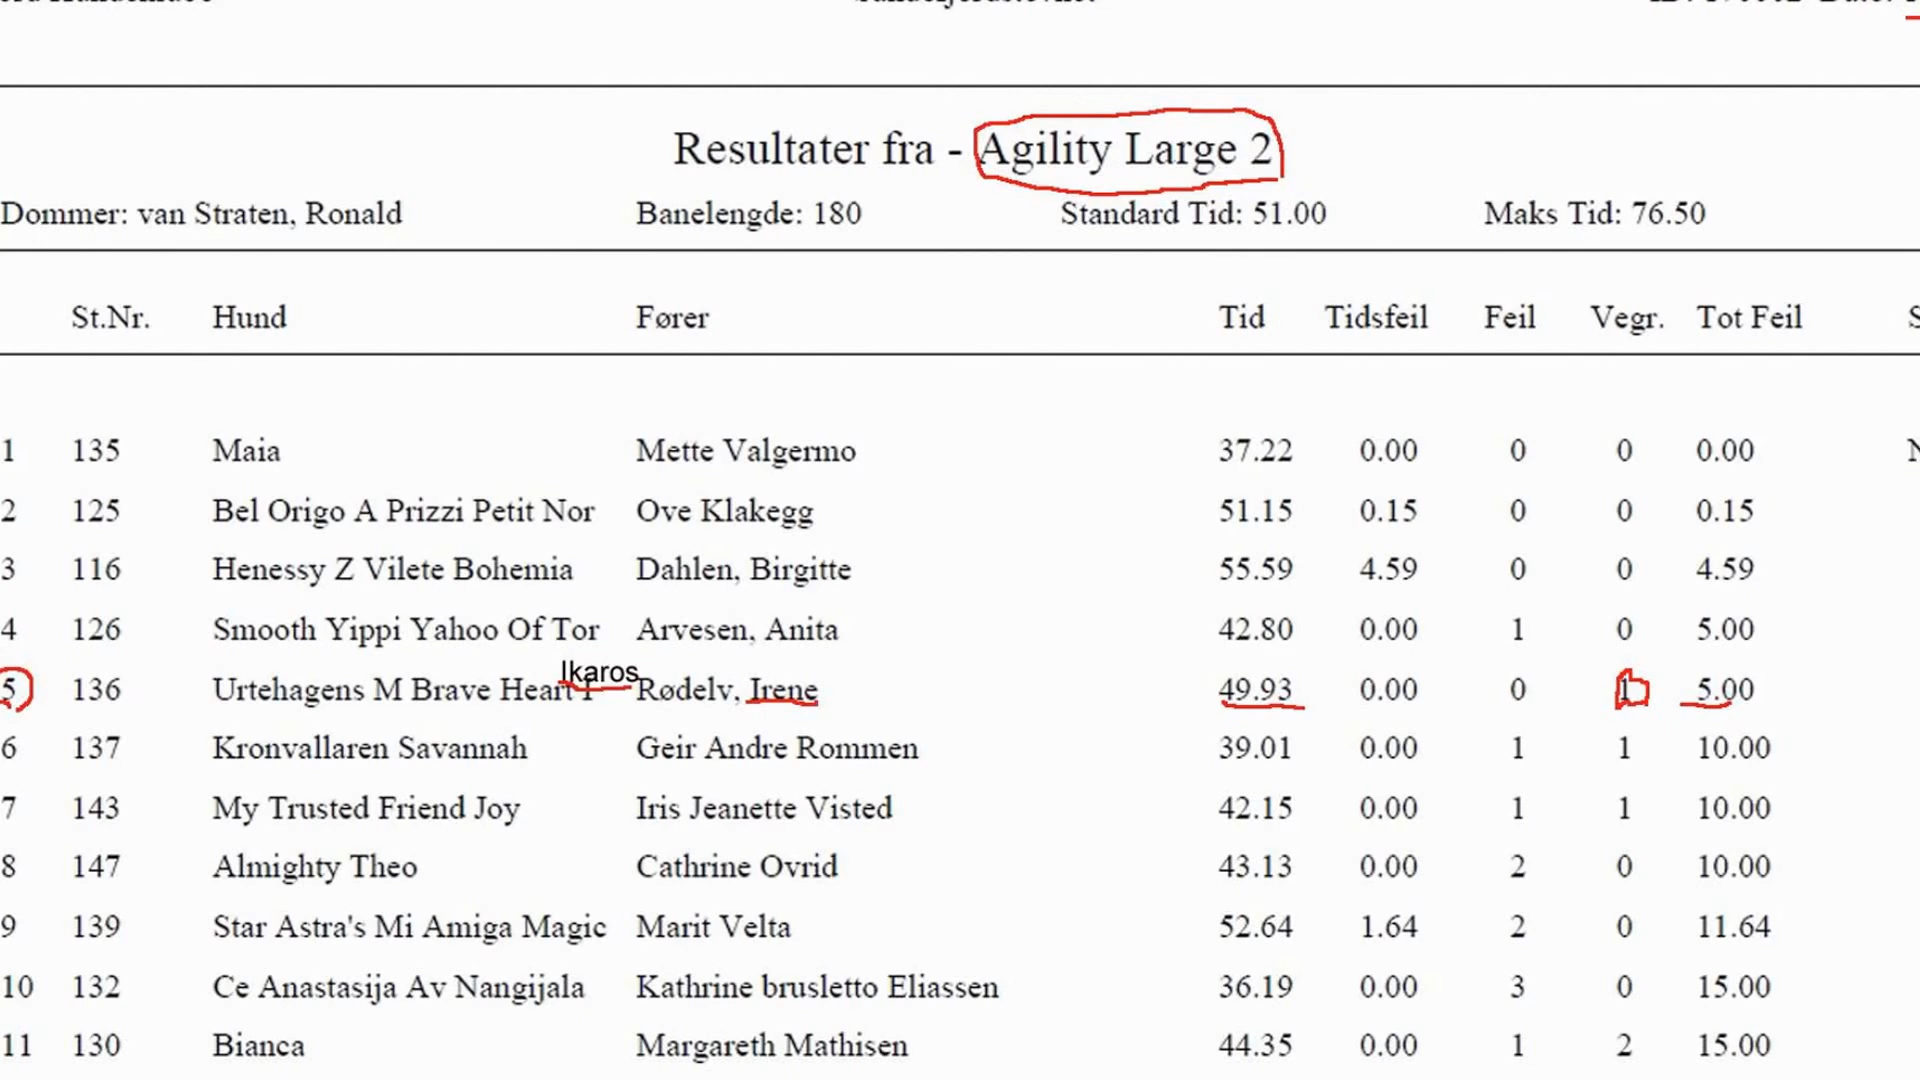 Resultater fra - Agility Large 2
Dommer: van Straten, Ronald Banelengde: 180 Standard Tid: 51.00 Maks Tid: 76.50
St.Nr. Hund Fører Tid Tidsfeil Feil Vegr. Tot Feil
1 135 Maia Mette Valgermo 37.22 0.00 0 0 0.00
2 125 Bel Origo A Prizzi Petit Nor Ove Klakegg 51.15 0.15 0 0 0.15
3 116 Henessy Z Vilete Bohemia Dahlen, Birgitte 55.59 4.59 0 0 4.59
4 126 Smooth Yippi Yahoo Of Tor Arvesen, Anita 42.80 0.00 1 0 5.00
Ikaros
5 136 Urtehagens M Brave Heart Rødelv, Irene 49.93 0.00 0 1 5.00
6 137 Kronvallaren Savannah Geir Andre Rommen 39.01 0.00 1 1 10.00
7 143 My Trusted Friend Joy Iris Jeanette Visted 42.15 0.00 1 1 10.00
8 147 Almighty Theo Cathrine Ovrid 43.13 0.00 2 0 10.00
9 139 Star Astra's Mi Amiga Magic Marit Velta 52.64 1.64 2 0 11.64
10 132 Ce Anastasija Av Nangijala Kathrine brusletto Eliassen 36.19 0.00 3 0 15.00
11 130 Bianca Margareth Mathisen 44.35 0.00 1 2 15.00